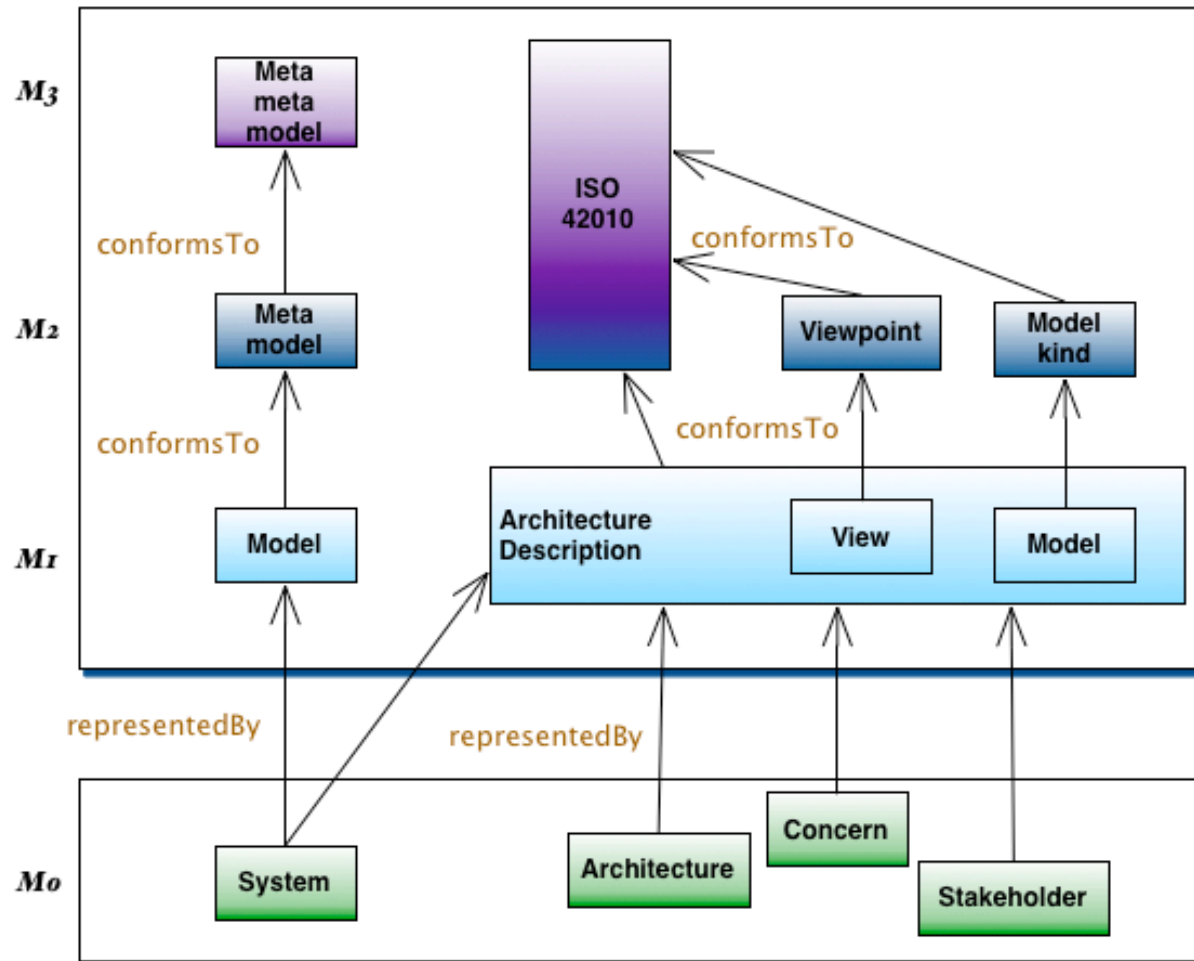 M3
Meta
meta
model
ISO
42010
conformsTo
conformsTo
M2
Meta
model
Viewpoint
Model
kind
conformsTo
conformsTo
M1
Model
Architecture
Description
View
Model
representedBy
representedBy
M0
System
Architecture
Concern
Stakeholder